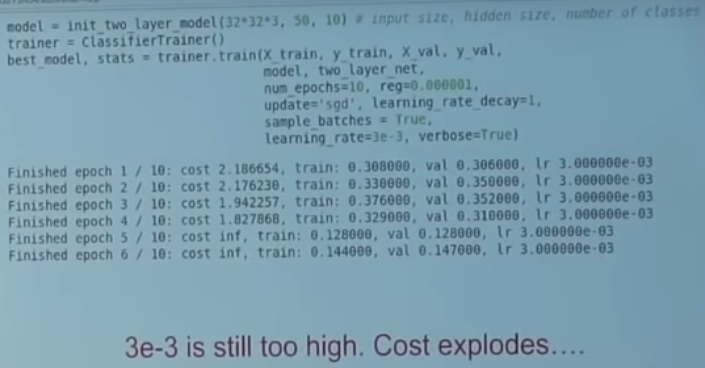 model = init_two_layer_model(32*32*3, 50, 10) # input size, hidden size, number of classes
trainer = ClassifierTrainer()
best_model, stats = trainer.train(X_train, y_train, X_val, y_val,
model, two_layer_net,
num_epochs=10, reg=0.000001,
update='sgd', learning_rate_decay=1,
sample_batches = True,
learning_rate=3e-3, verbose=True)
Finished epoch 1 / 10: cost 2.186654, train: 0.308000, val 0.306000, lr 3.000000e-03
Finished epoch 2 / 10: cost 2.176230, train: 0.330000, val 0.350000, lr 3.000000e-03
Finished epoch 3 / 10: cost 1.942257, train: 0.376000, val 0.352000, lr 3.000000e-03
Finished epoch 4 / 10: cost 1.827868, train: 0.329000, val 0.310000, lr 3.000000e-03
Finished epoch 5 / 10: cost inf, train: 0.128000, val 0.128000, lr 3.000000e-03
Finished epoch 6 / 10: cost inf, train: 0.144000, val 0.147000, lr 3.000000e-03
3e-3 is still too high. Cost explodes....